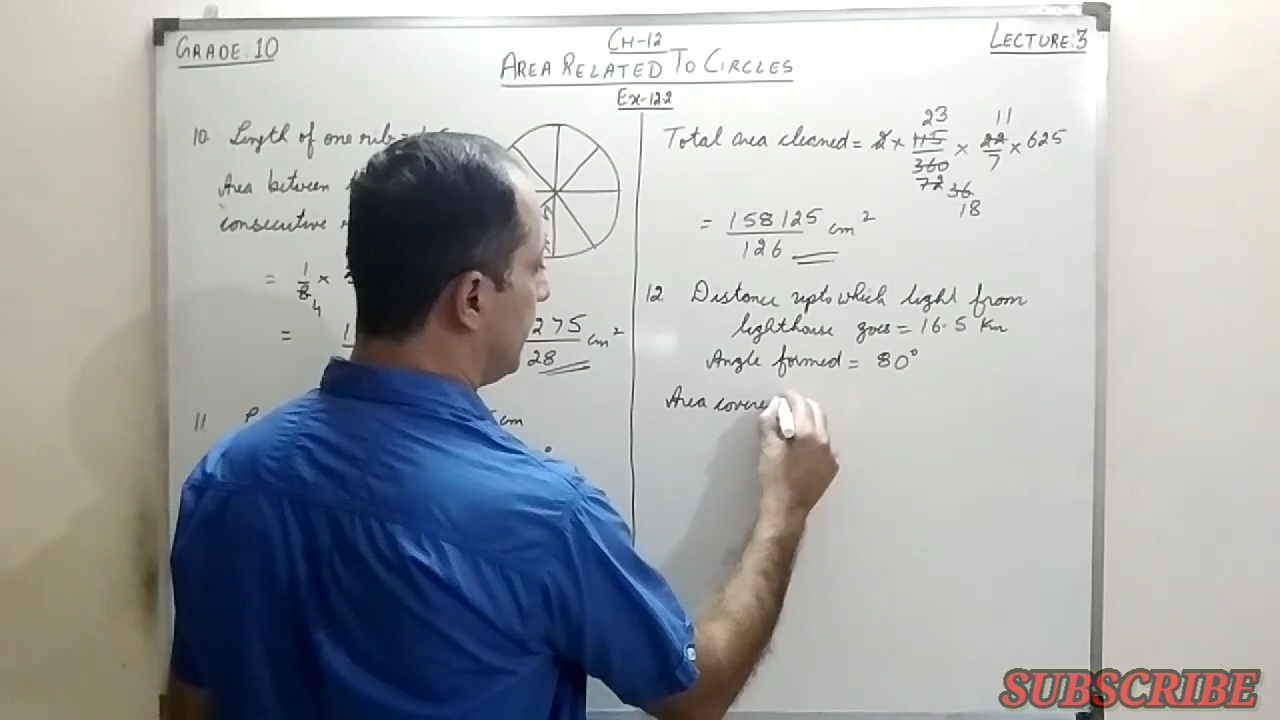 GRADE:10
CH-12
AREA RELATED TO CIRCLES
Ex-12.2
LECTURE:3
10. Length of one rib =
Area between
consecutive
= 1/8 4 ×
=
275/28 cm²
11
cm
Total area cleaned = 2 × 115/360 × 22/7 × 625
23 11
72 36
18
= 158125/126 cm²
12. Distance upto which light from
lighthouse goes = 16.5 Km
Angle formed = 80°
Area covere
SUBSCRIBE